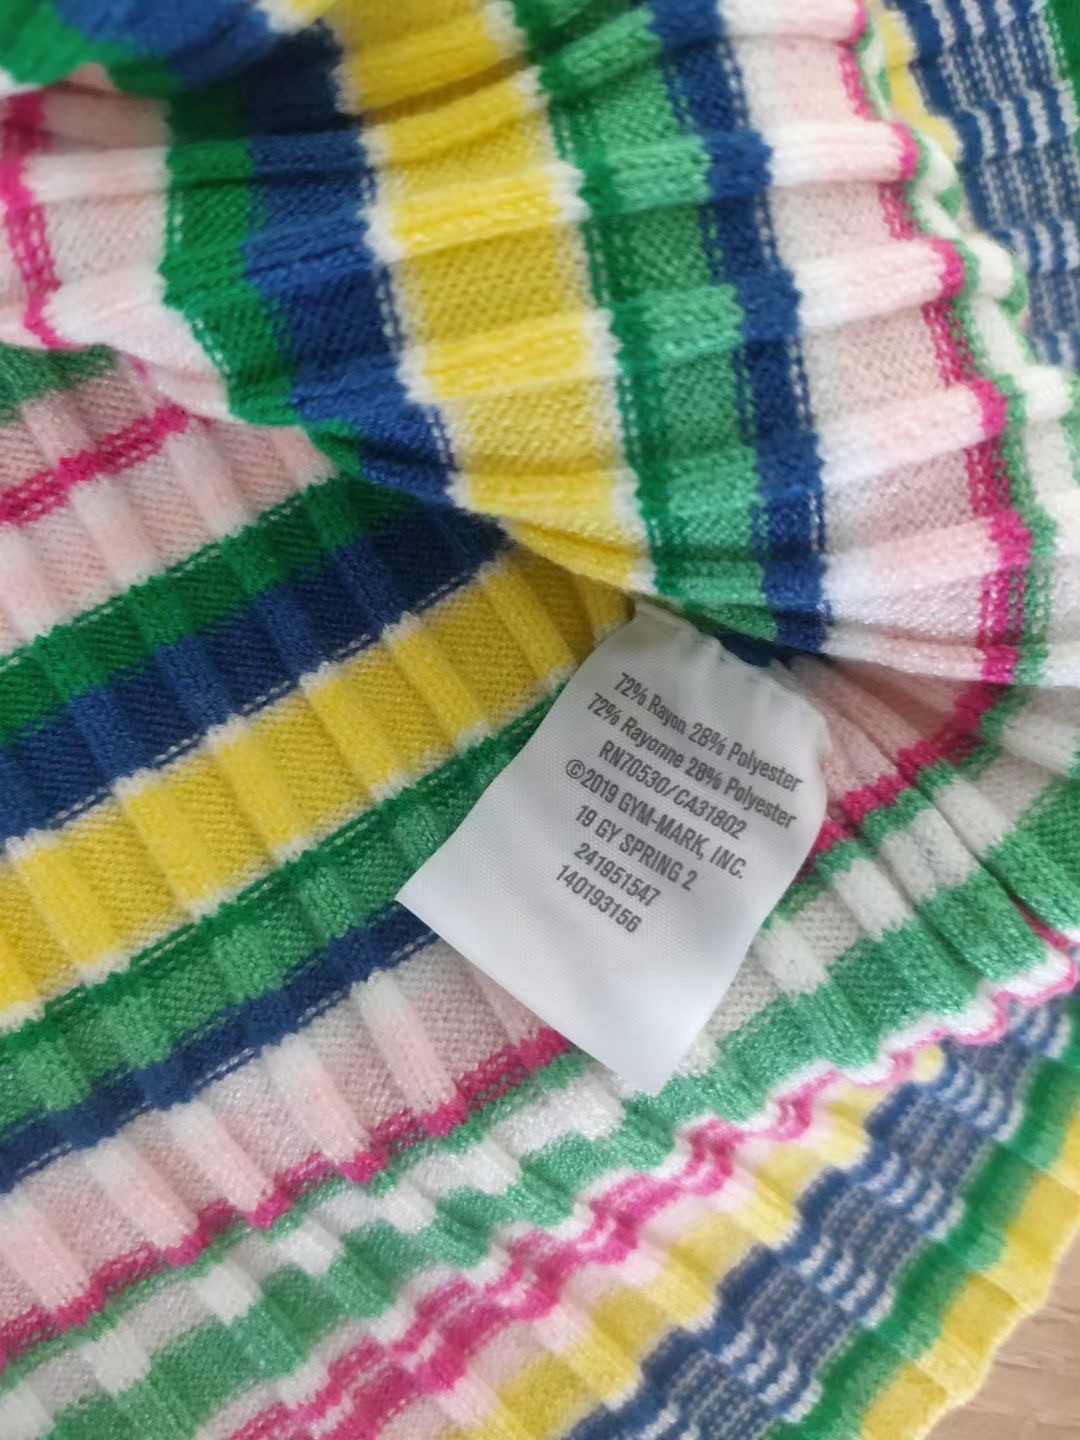 72% Rayon 28% Polyester
72% Rayonne 28% Polyester
RN70530/CA31802
©2019 GYM-MARK, INC.
19 GY SPRING 2
241951547
140193156